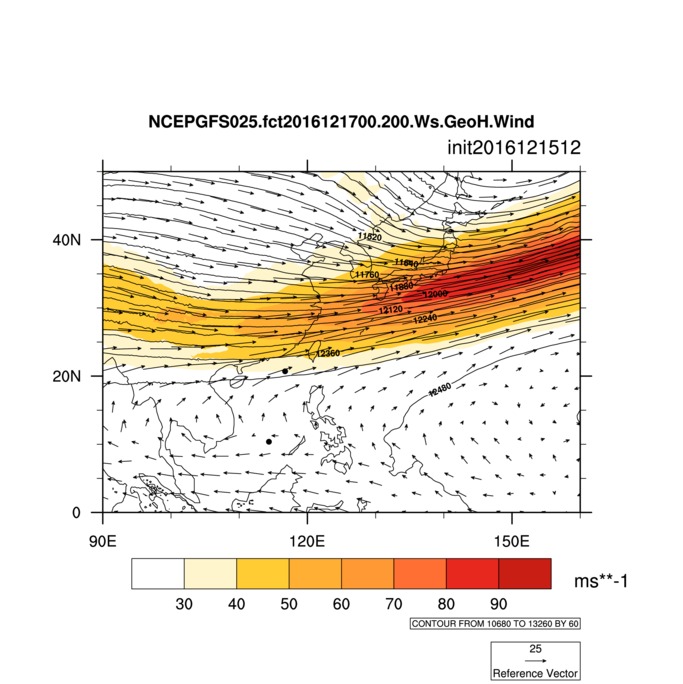 NCEPGFS025.fct2016121700.200.Ws.GeoH.Wind
init2016121512
40N
20N
0
11520
11640
11760
11880
12000
12120
12240
12360
12480
90E 120E 150E
30 40 50 60 70 80 90
ms**-1
CONTOUR FROM 10680 TO 13260 BY 60
25
Reference Vector